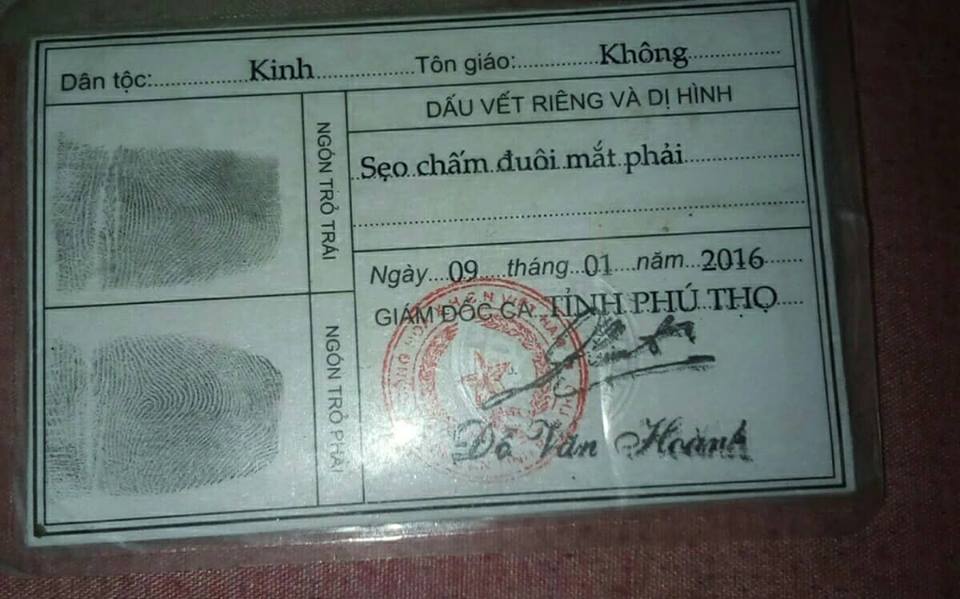 Dân tộc: Kinh Tôn giáo: Không
NGÓN TRỎ TRÁI
NGÓN TRỎ PHẢI
DẤU VẾT RIÊNG VÀ DỊ HÌNH
Sẹo chấm đuôi mắt phải
Ngày 09 tháng 01 năm 2016
GIÁM ĐỐC CA TỈNH PHÚ THỌ
Đỗ Văn Hoành